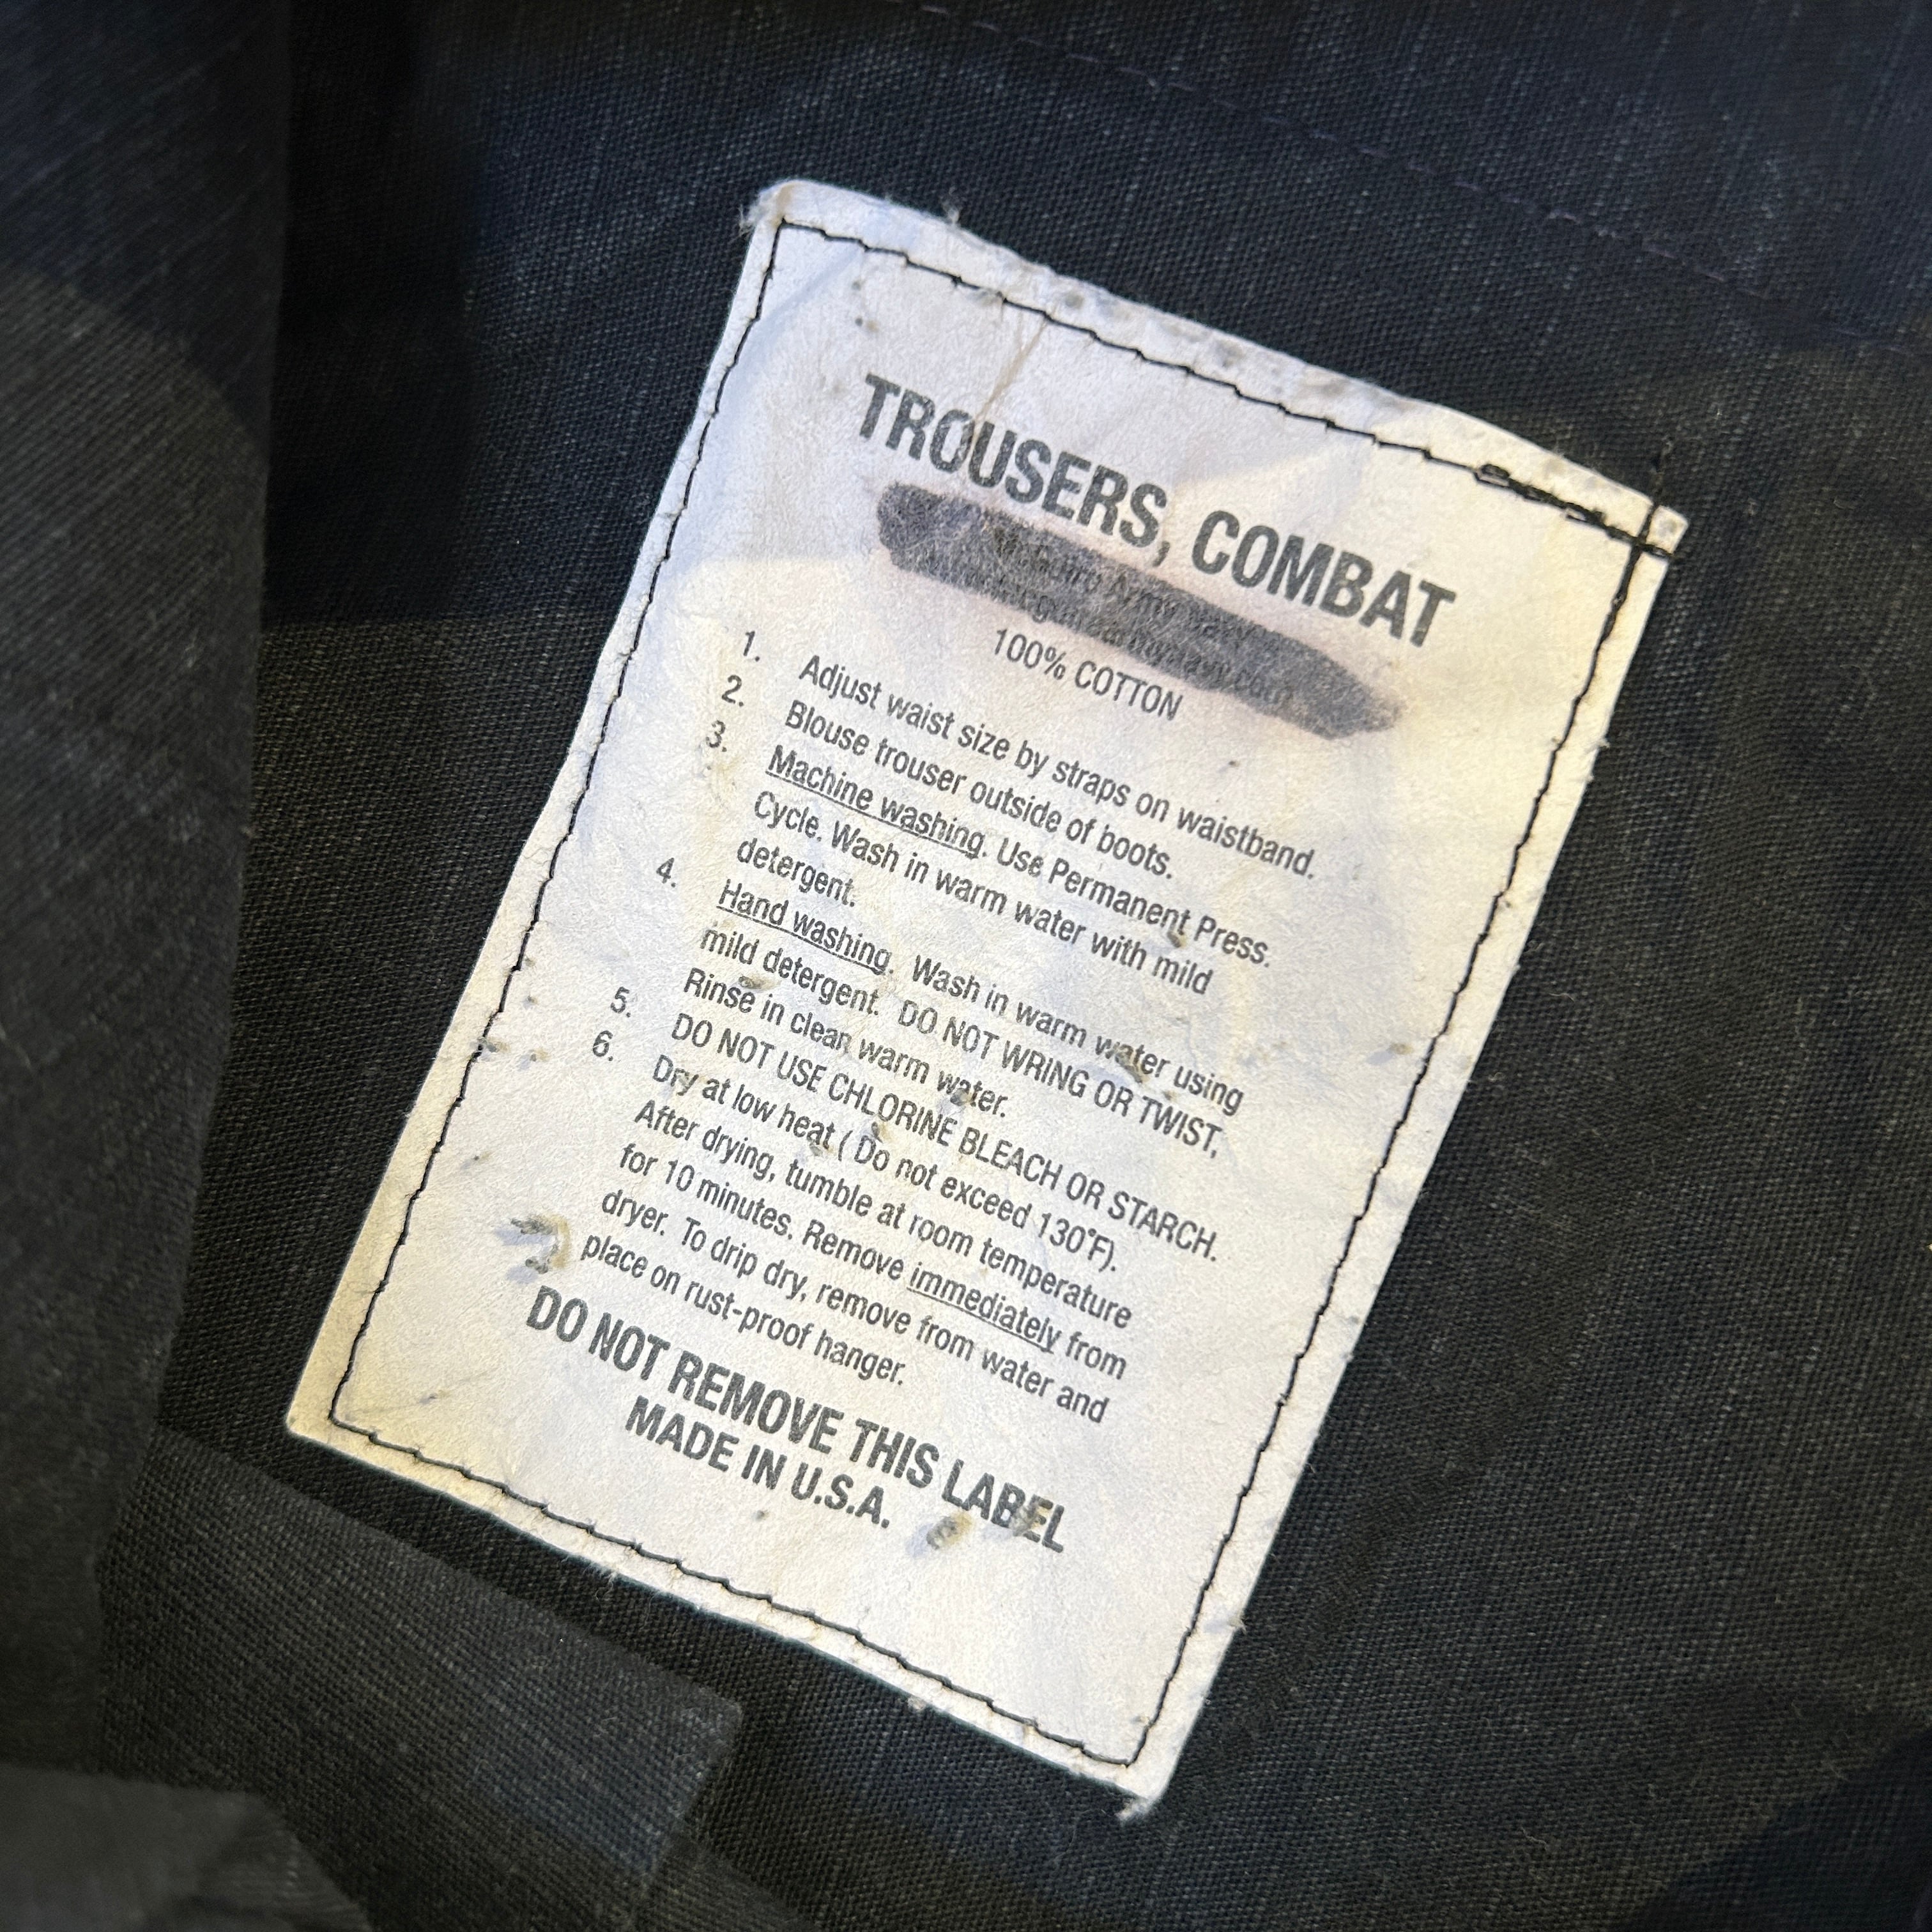 TROUSERS, COMBAT
Army
100% COTTON
1. Adjust waist size by straps on waistband.
2. Blouse trouser outside of boots.
3. Machine washing. Use Permanent Press.
Cycle. Wash in warm water with mild
detergent.
4. Hand washing. Wash in warm water using
mild detergent. DO NOT WRING OR TWIST,
Rinse in clean warm water.
5. DO NOT USE CHLORINE BLEACH OR STARCH.
6. Dry at low heat ( Do not exceed 130°F).
After drying, tumble at room temperature
for 10 minutes. Remove immediately from
dryer. To drip dry, remove from water and
place on rust-proof hanger.
DO NOT REMOVE THIS LABEL
MADE IN U.S.A.